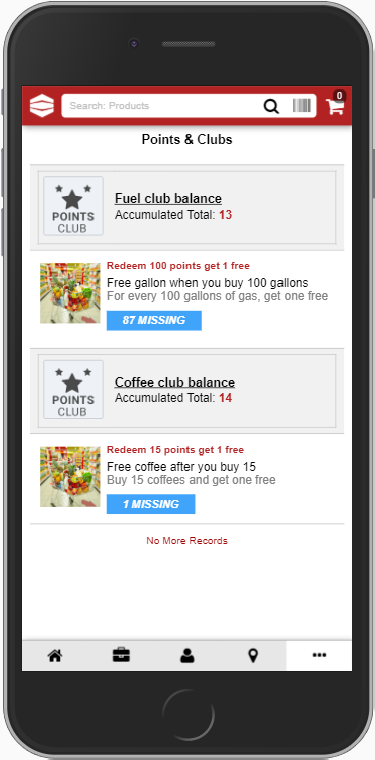 Search: Products
0
Points & Clubs
POINTS
CLUB
Fuel club balance
Accumulated Total: 13
Redeem 100 points get 1 free
Free gallon when you buy 100 gallons
For every 100 gallons of gas, get one free
87 MISSING
POINTS
CLUB
Coffee club balance
Accumulated Total: 14
Redeem 15 points get 1 free
Free coffee after you buy 15
Buy 15 coffees and get one free
1 MISSING
No More Records